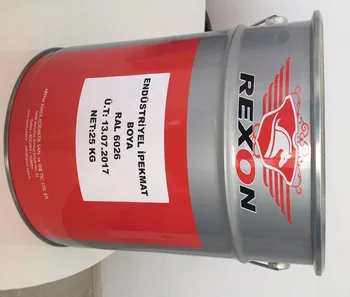 REXON
ENDÜSTRİYEL İPEKMAT
BOYA
RAL 6026
Ü.T: 13.07.2017
NET:25 KG